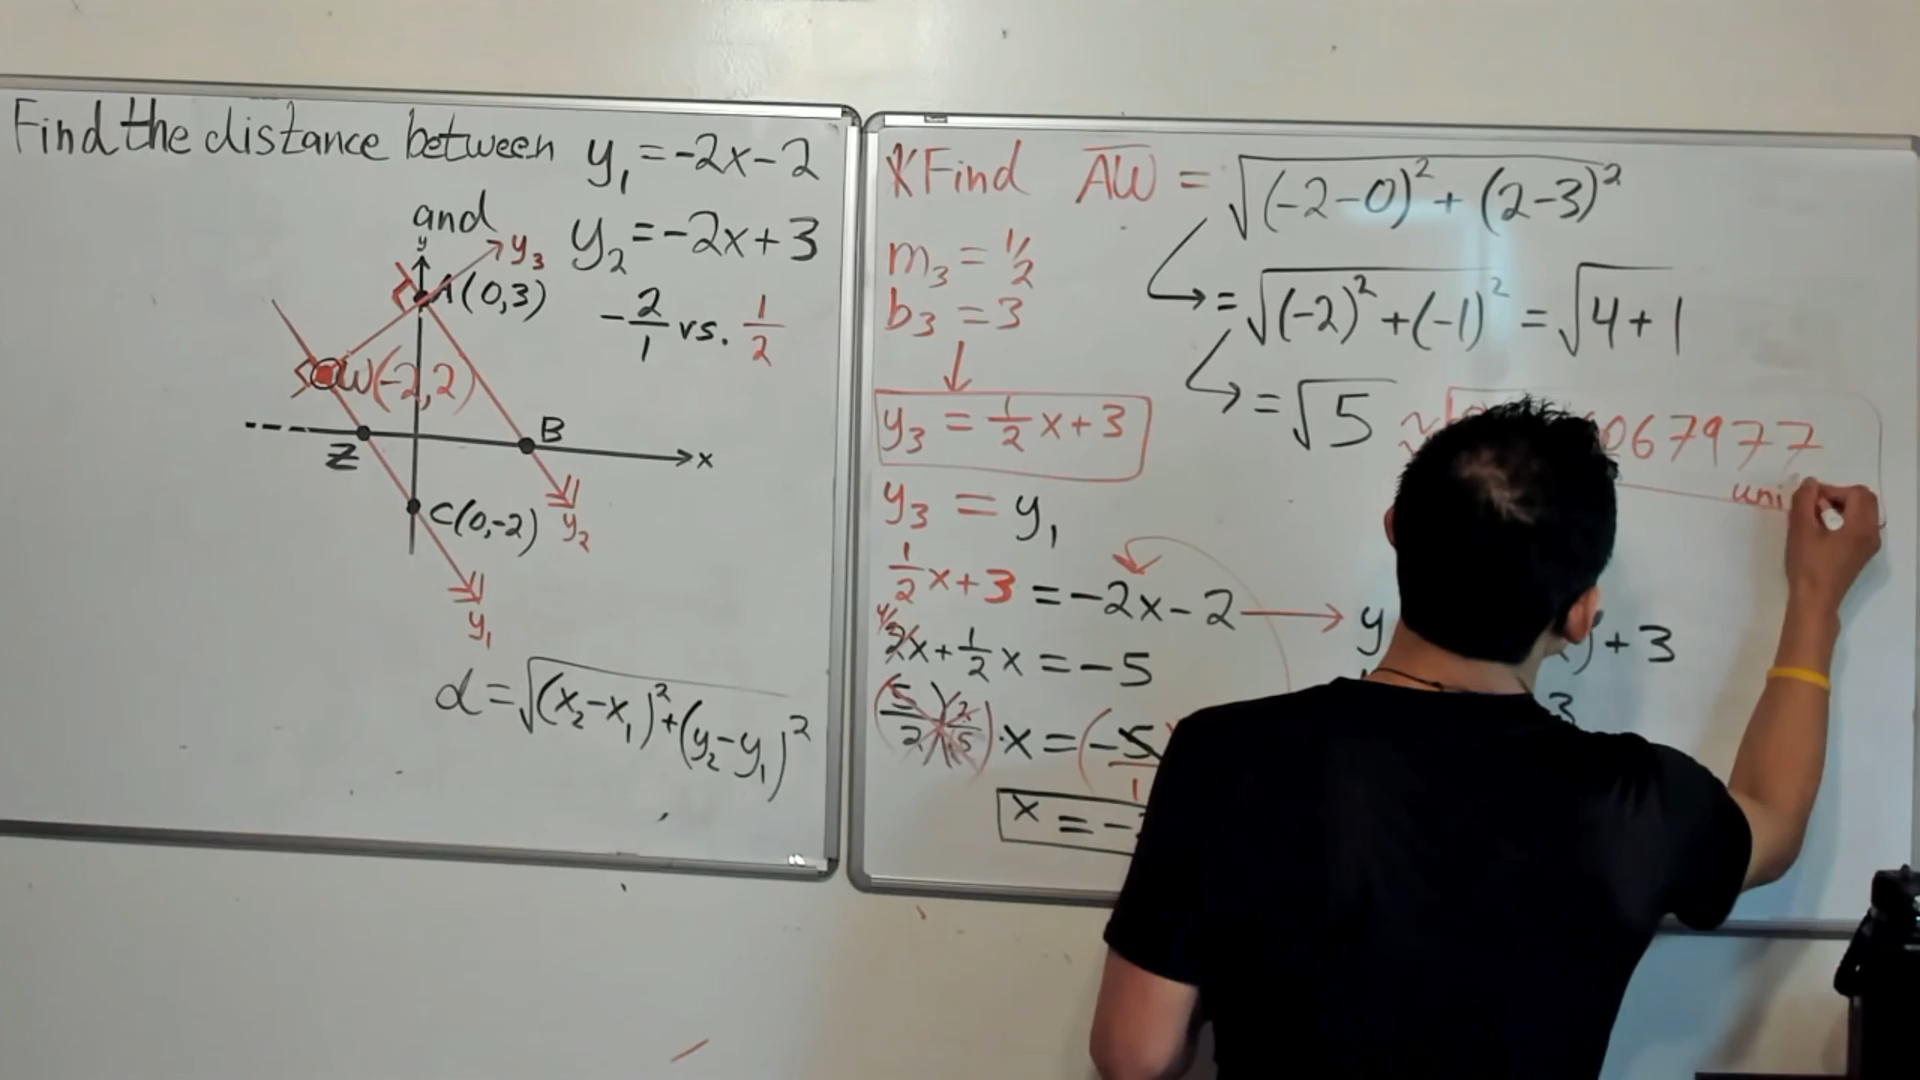 Find the distance between y₁ = -2x - 2
and y₂ = -2x + 3
y
y₃
A(0,3)
-2/1 vs. 1/2
W(-2,2)
B
Z
x
C(0,-2)
y₂
y₁
d = √(x₂-x₁)² + (y₂-y₁)²
Find AW = √(-2-0)² + (2-3)²
m₃ = 1/2
= √(-2)² + (-1)² = √4+1
b₃ = 3
= √5 ≈ 067977
y₃ = 1/2 x + 3
y₃ = y₁
1/2 x + 3 = -2x - 2
y + 3
2x + 1/2 x = -5
3
(5/2)(2/5) · x = (-5/1
x = -